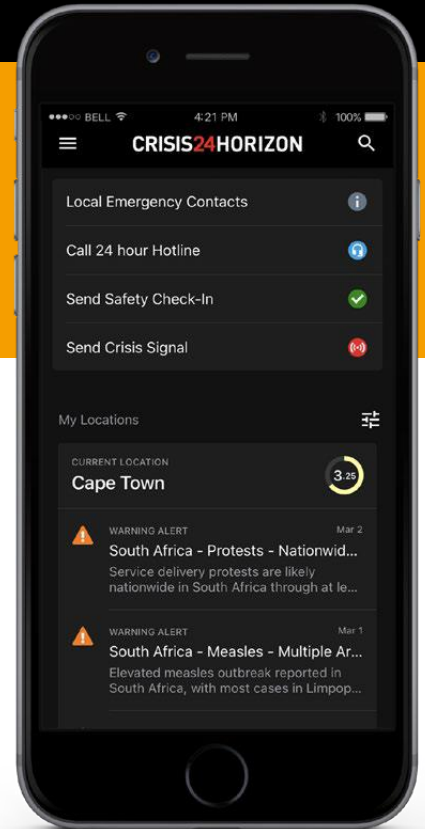 BELL 4:21 PM 100%
CRISIS24HORIZON
Local Emergency Contacts
Call 24 hour Hotline
Send Safety Check-In
Send Crisis Signal
My Locations
CURRENT LOCATION
Cape Town
3.25
WARNING ALERT Mar 2
South Africa - Protests - Nationwid...
Service delivery protests are likely
nationwide in South Africa through at le...
WARNING ALERT Mar 1
South Africa - Measles - Multiple Ar...
Elevated measles outbreak reported in
South Africa, with most cases in Limpop...